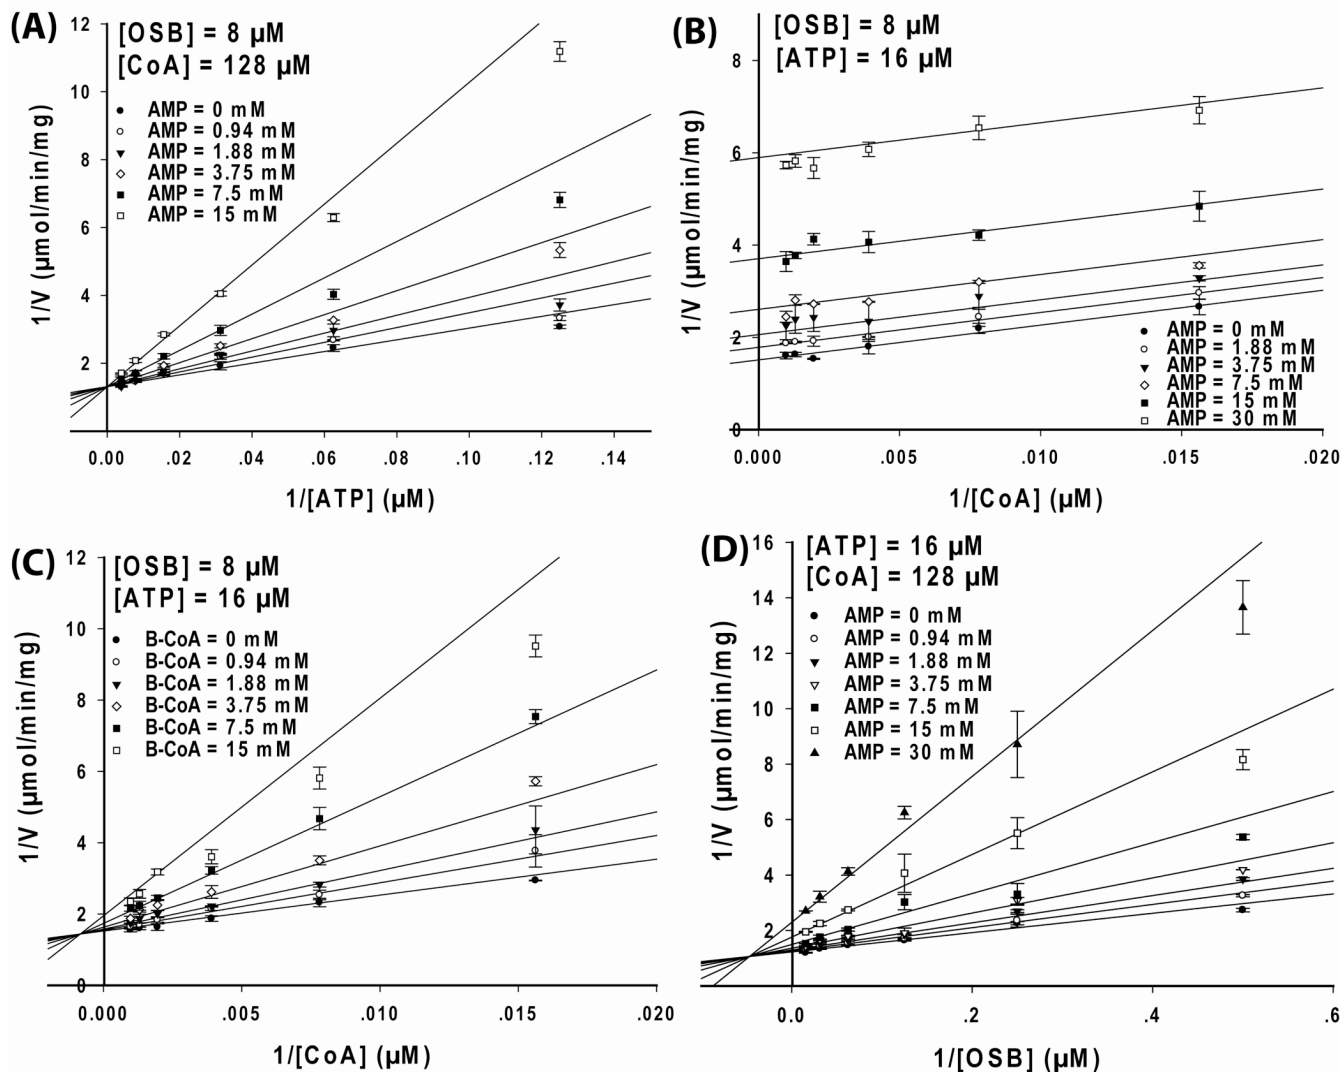 (A)
[OSB] = 8 µM
[CoA] = 128 µM
AMP = 0 mM
AMP = 0.94 mM
AMP = 1.88 mM
AMP = 3.75 mM
AMP = 7.5 mM
AMP = 15 mM
1/V (µmol/min/mg)
12
10
8
6
4
2
0.00
.02
.04
.06
.08
.10
.12
.14
1/[ATP] (µM)
(B)
[OSB] = 8 µM
[ATP] = 16 µM
1/V (µmol/min/mg)
8
6
4
2
0
AMP = 0 mM
AMP = 1.88 mM
AMP = 3.75 mM
AMP = 7.5 mM
AMP = 15 mM
AMP = 30 mM
0.000
.005
.010
.015
.020
1/[CoA] (µM)
(C)
[OSB] = 8 µM
[ATP] = 16 µM
B-CoA = 0 mM
B-CoA = 0.94 mM
B-CoA = 1.88 mM
B-CoA = 3.75 mM
B-CoA = 7.5 mM
B-CoA = 15 mM
1/V (µmol/min/mg)
12
10
8
6
4
2
0
0.000
.005
.010
.015
.020
1/[CoA] (µM)
(D)
[ATP] = 16 µM
[CoA] = 128 µM
AMP = 0 mM
AMP = 0.94 mM
AMP = 1.88 mM
AMP = 3.75 mM
AMP = 7.5 mM
AMP = 15 mM
AMP = 30 mM
1/V (µmol/min/mg)
16
14
12
10
8
6
4
2
0.0
.2
.4
.6
1/[OSB] (µM)